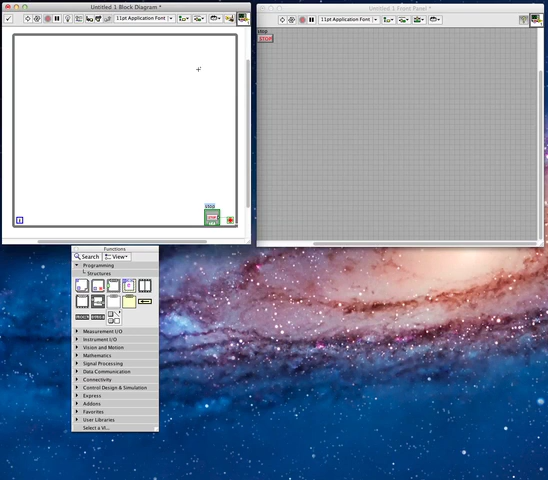 Untitled 1 Block Diagram *
11pt Application Font
stop
STOP
i
Untitled 1 Front Panel *
11pt Application Font
stop
STOP
Functions
Search
View
Programming
Structures
Measurement I/O
Instrument I/O
Vision and Motion
Mathematics
Signal Processing
Data Communication
Connectivity
Control Design & Simulation
Express
Addons
Favorites
User Libraries
Select a VI...